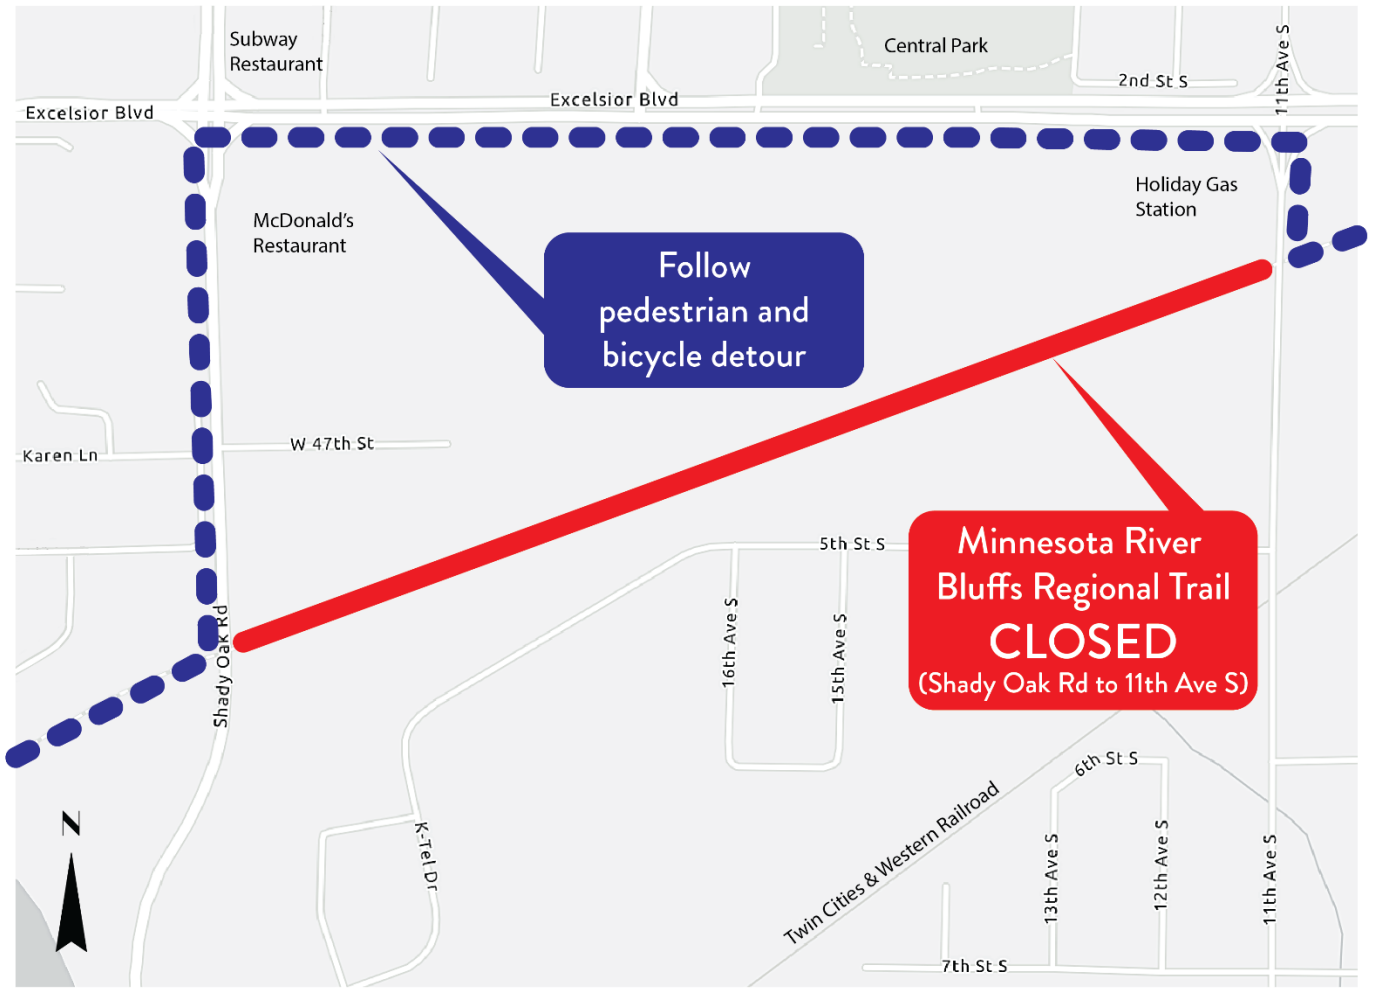 Subway
Restaurant
Central Park
11th Ave S
2nd St S
Excelsior Blvd
Excelsior Blvd
Holiday Gas
Station
McDonald's
Restaurant
Follow
pedestrian and
bicycle detour
W 47th St
Karen Ln
5th St S
Minnesota River
Bluffs Regional Trail
CLOSED
(Shady Oak Rd to 11th Ave S)
Shady Oak Rd
16th Ave S
15th Ave S
6th St S
N
K-Tel Dr
Twin Cities & Western Railroad
13th Ave S
12th Ave S
11th Ave S
7th St S